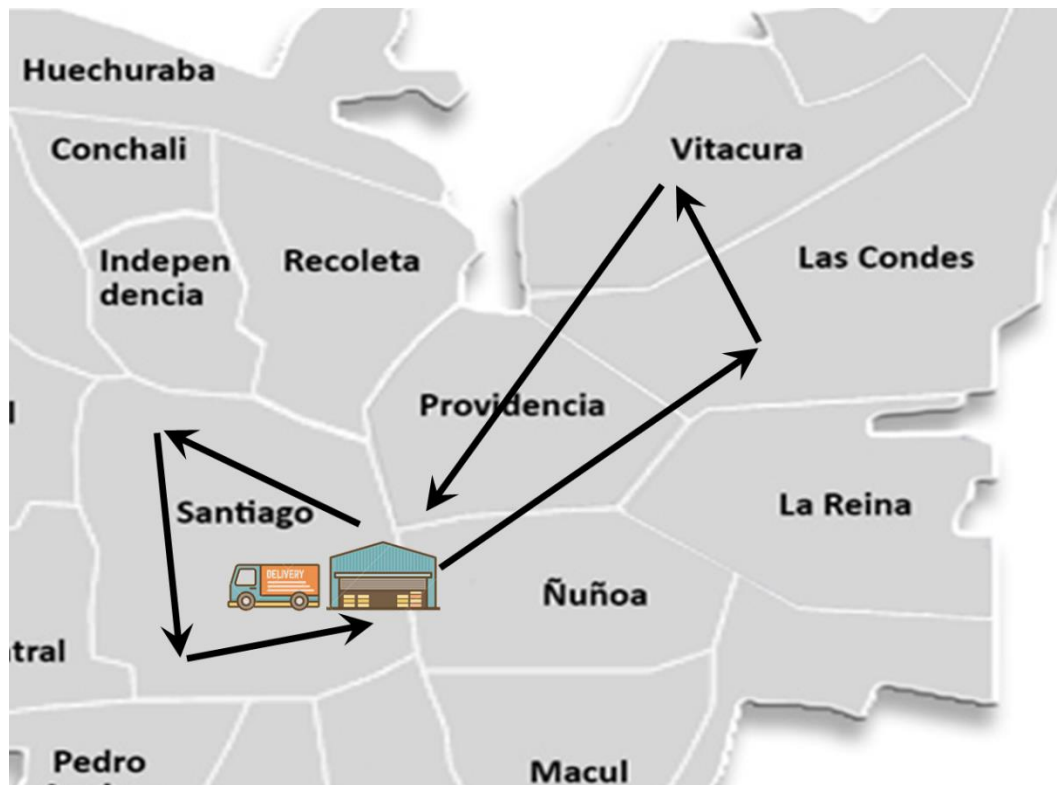 Huechuraba
Conchali
Vitacura
Indepen
dencia
Recoleta
Las Condes
Providencia
Santiago
La Reina
DELIVERY
Ñuñoa
tral
Pedro
Macul